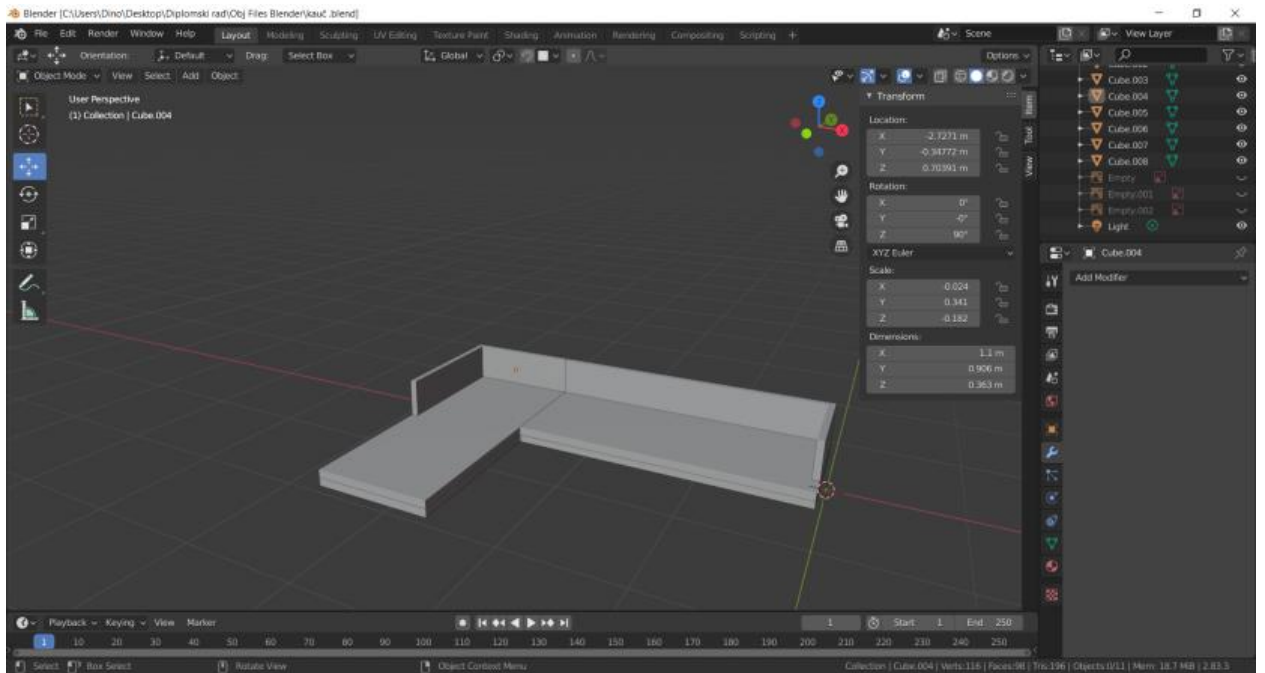 Blender [C:\Users\Dino\Desktop\Diplomski rad\Obj Files Blender\kauč .blend]
File Edit Render Window Help Layout Modeling Sculpting UV Editing Texture Paint Shading Animation Rendering Compositing Scripting + Scene View Layer
Orientation: Default Drag: Select Box Global Options
Object Mode View Select Add Object
User Perspective
(1) Collection | Cube.004
Transform
Location:
X -2.7271 m
Y -0.34772 m
Z 0.70391 m
Rotation:
X 0°
Y -0°
Z 90°
XYZ Euler
Scale:
X -0.024
Y 0.341
Z -0.182
Dimensions:
X 1.1 m
Y 0.906 m
Z 0.363 m
Item
Tool
View
Cube.003
Cube.004
Cube.005
Cube.006
Cube.007
Cube.008
Empty
Empty.001
Empty.002
Light
Cube.004
Add Modifier
Playback Keying View Marker 1 Start 1 End 250
1 10 20 30 40 50 60 70 80 90 100 110 120 130 140 150 160 170 180 190 200 210 220 230 240 250
Select Box Select Rotate View Object Context Menu Collection | Cube.004 | Verts:116 | Faces:98 | Tris:196 | Objects:0/11 | Mem: 18.7 MiB | 2.83.3